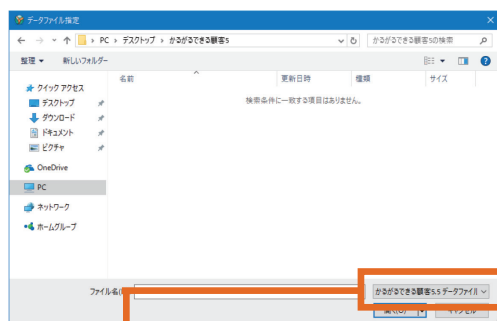 データファイル指定
PC › デスクトップ › かるがるできる顧客5
かるがるできる顧客5の検索
整理 ▾ 新しいフォルダー
名前 更新日時 種類 サイズ
検索条件に一致する項目はありません。
クイック アクセス
デスクトップ
ダウンロード
ドキュメント
ピクチャ
OneDrive
PC
ネットワーク
ホームグループ
ファイル名(
かるがるできる顧客5.5 データファイル
開く(O) キャンセル